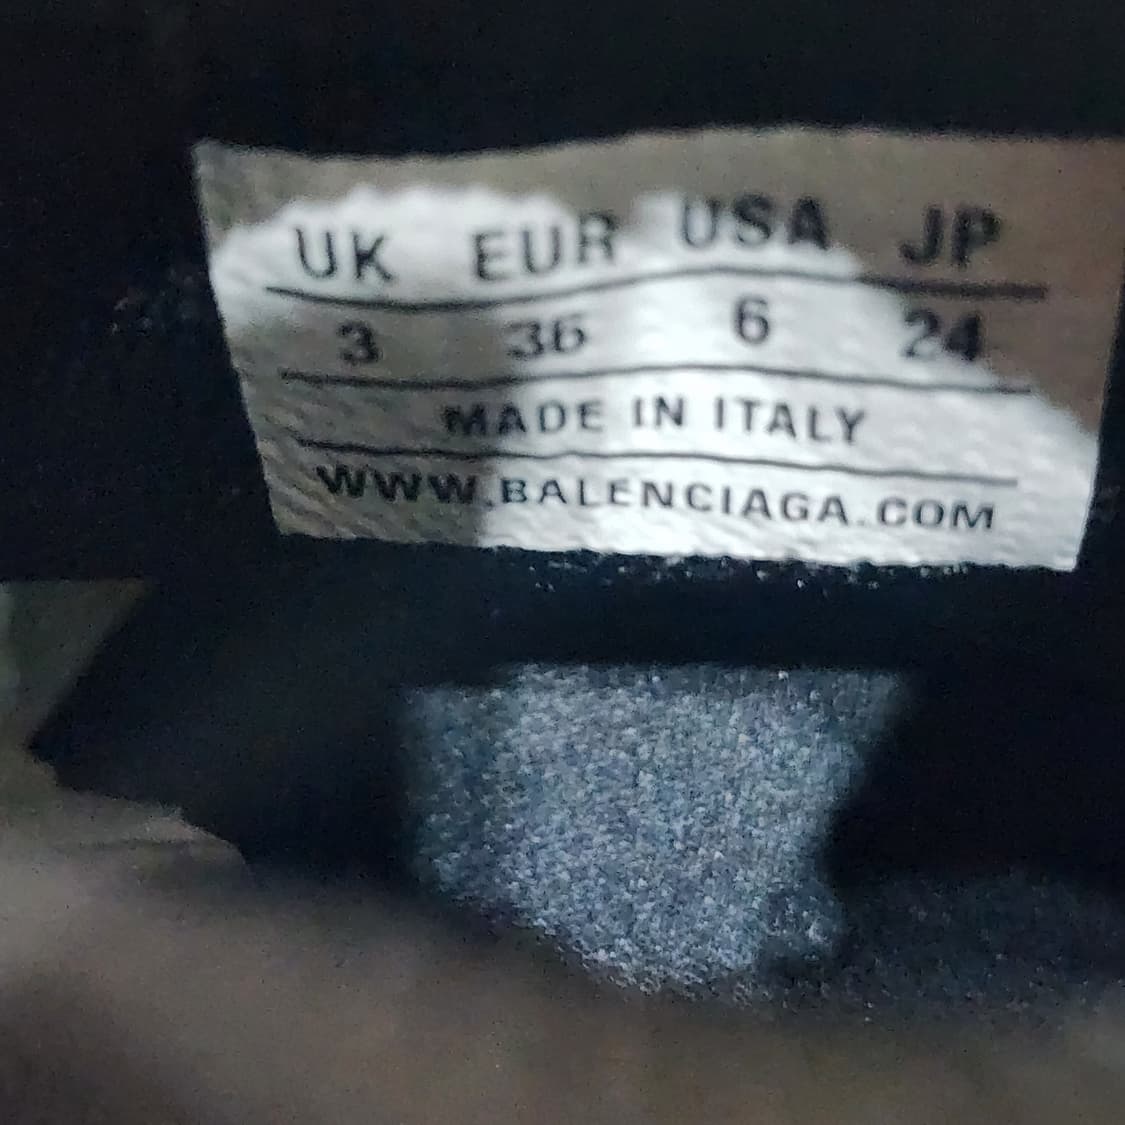 UK EUR USA JP
3 36 6 24
MADE IN ITALY
WWW.BALENCIAGA.COM